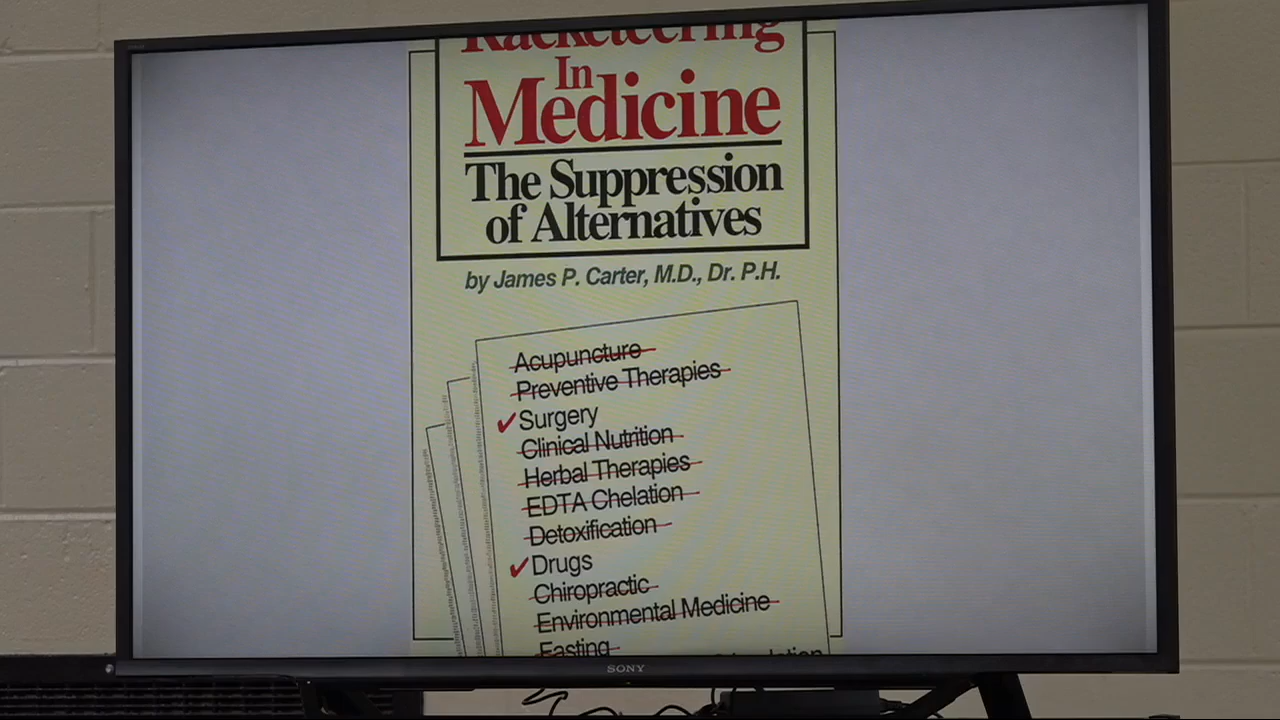 Racketeering
In
Medicine
The Suppression
of Alternatives
by James P. Carter, M.D., Dr. P.H.
Acupuncture
Preventive Therapies
Surgery
Clinical Nutrition
Herbal Therapies
EDTA Chelation
Detoxification
Drugs
Chiropractic
Environmental Medicine
Fasting
SONY